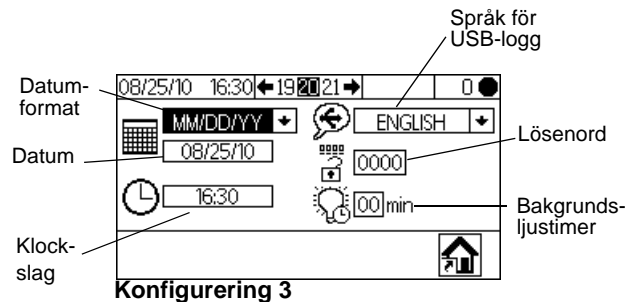 Språk för
USB-logg
Datum-
format
08/25/10 16:30 19 20 21 0
MM/DD/YY ENGLISH
Datum
08/25/10
0000
Lösenord
16:30
00 min
Bakgrunds-
ljustimer
Klock-
slag
Konfigurering 3